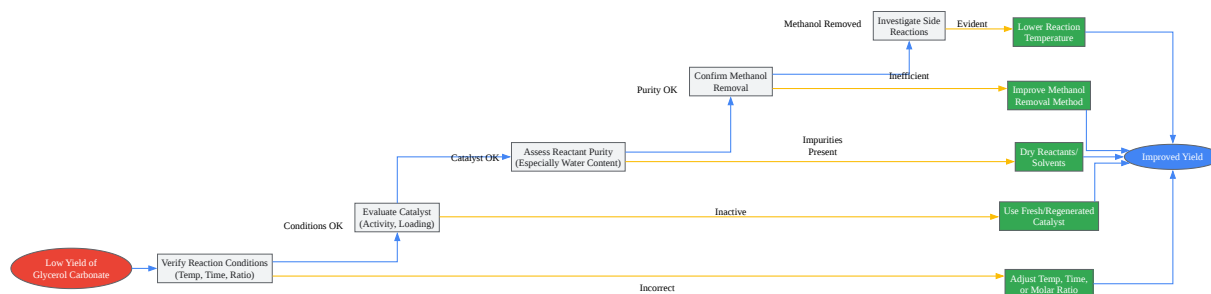 Methanol Removed
Investigate Side
Reactions
Evident
Lower Reaction
Temperature
Purity OK
Confirm Methanol
Removal
Inefficient
Improve Methanol
Removal Method
Catalyst OK
Assess Reactant Purity
(Especially Water Content)
Impurities
Present
Dry Reactants/
Solvents
Improved Yield
Conditions OK
Evaluate Catalyst
(Activity, Loading)
Inactive
Use Fresh/Regenerated
Catalyst
Low Yield of
Glycerol Carbonate
Verify Reaction Conditions
(Temp, Time, Ratio)
Incorrect
Adjust Temp, Time,
or Molar Ratio